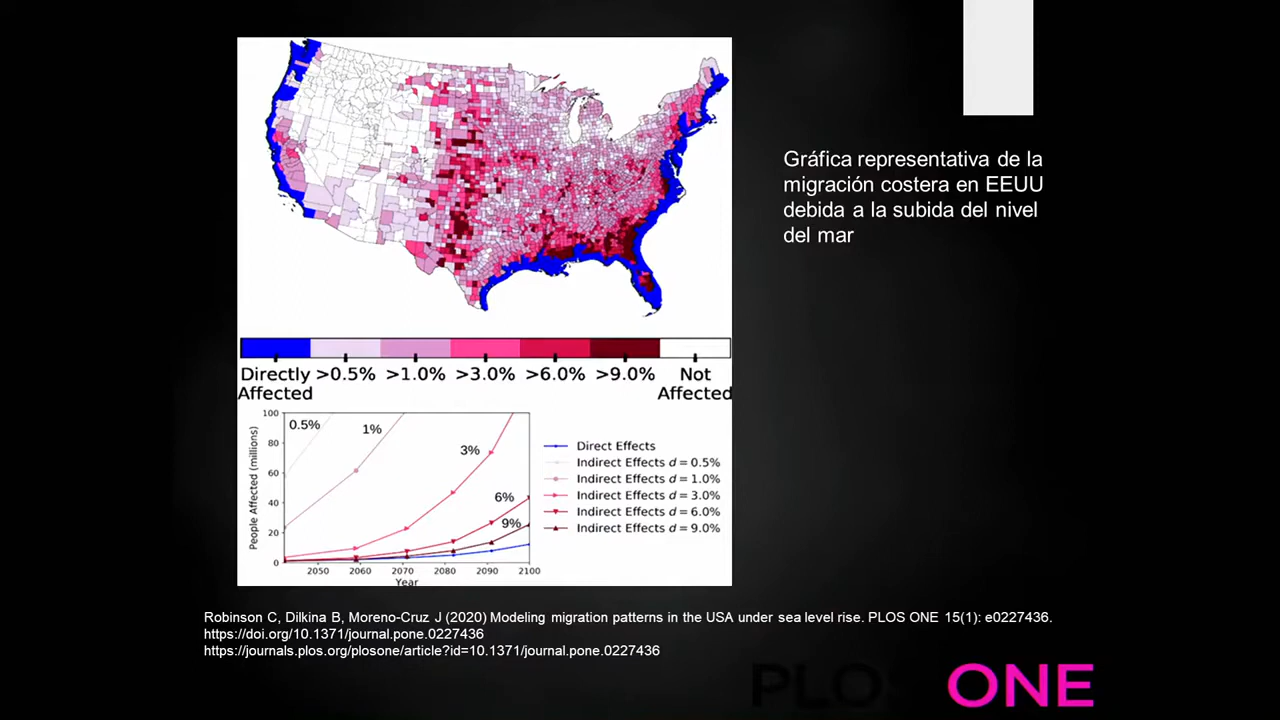 Gráfica representativa de la
migración costera en EEUU
debida a la subida del nivel
del mar
Directly Affected >0.5% >1.0% >3.0% >6.0% >9.0% Not Affected
People Affected (millions)
100
80
60
40
20
0
0.5%
1%
3%
6%
9%
2050 2060 2070 2080 2090 2100
Year
Direct Effects
Indirect Effects d = 0.5%
Indirect Effects d = 1.0%
Indirect Effects d = 3.0%
Indirect Effects d = 6.0%
Indirect Effects d = 9.0%
Robinson C, Dilkina B, Moreno-Cruz J (2020) Modeling migration patterns in the USA under sea level rise. PLOS ONE 15(1): e0227436.
https://doi.org/10.1371/journal.pone.0227436
https://journals.plos.org/plosone/article?id=10.1371/journal.pone.0227436
PLOS ONE